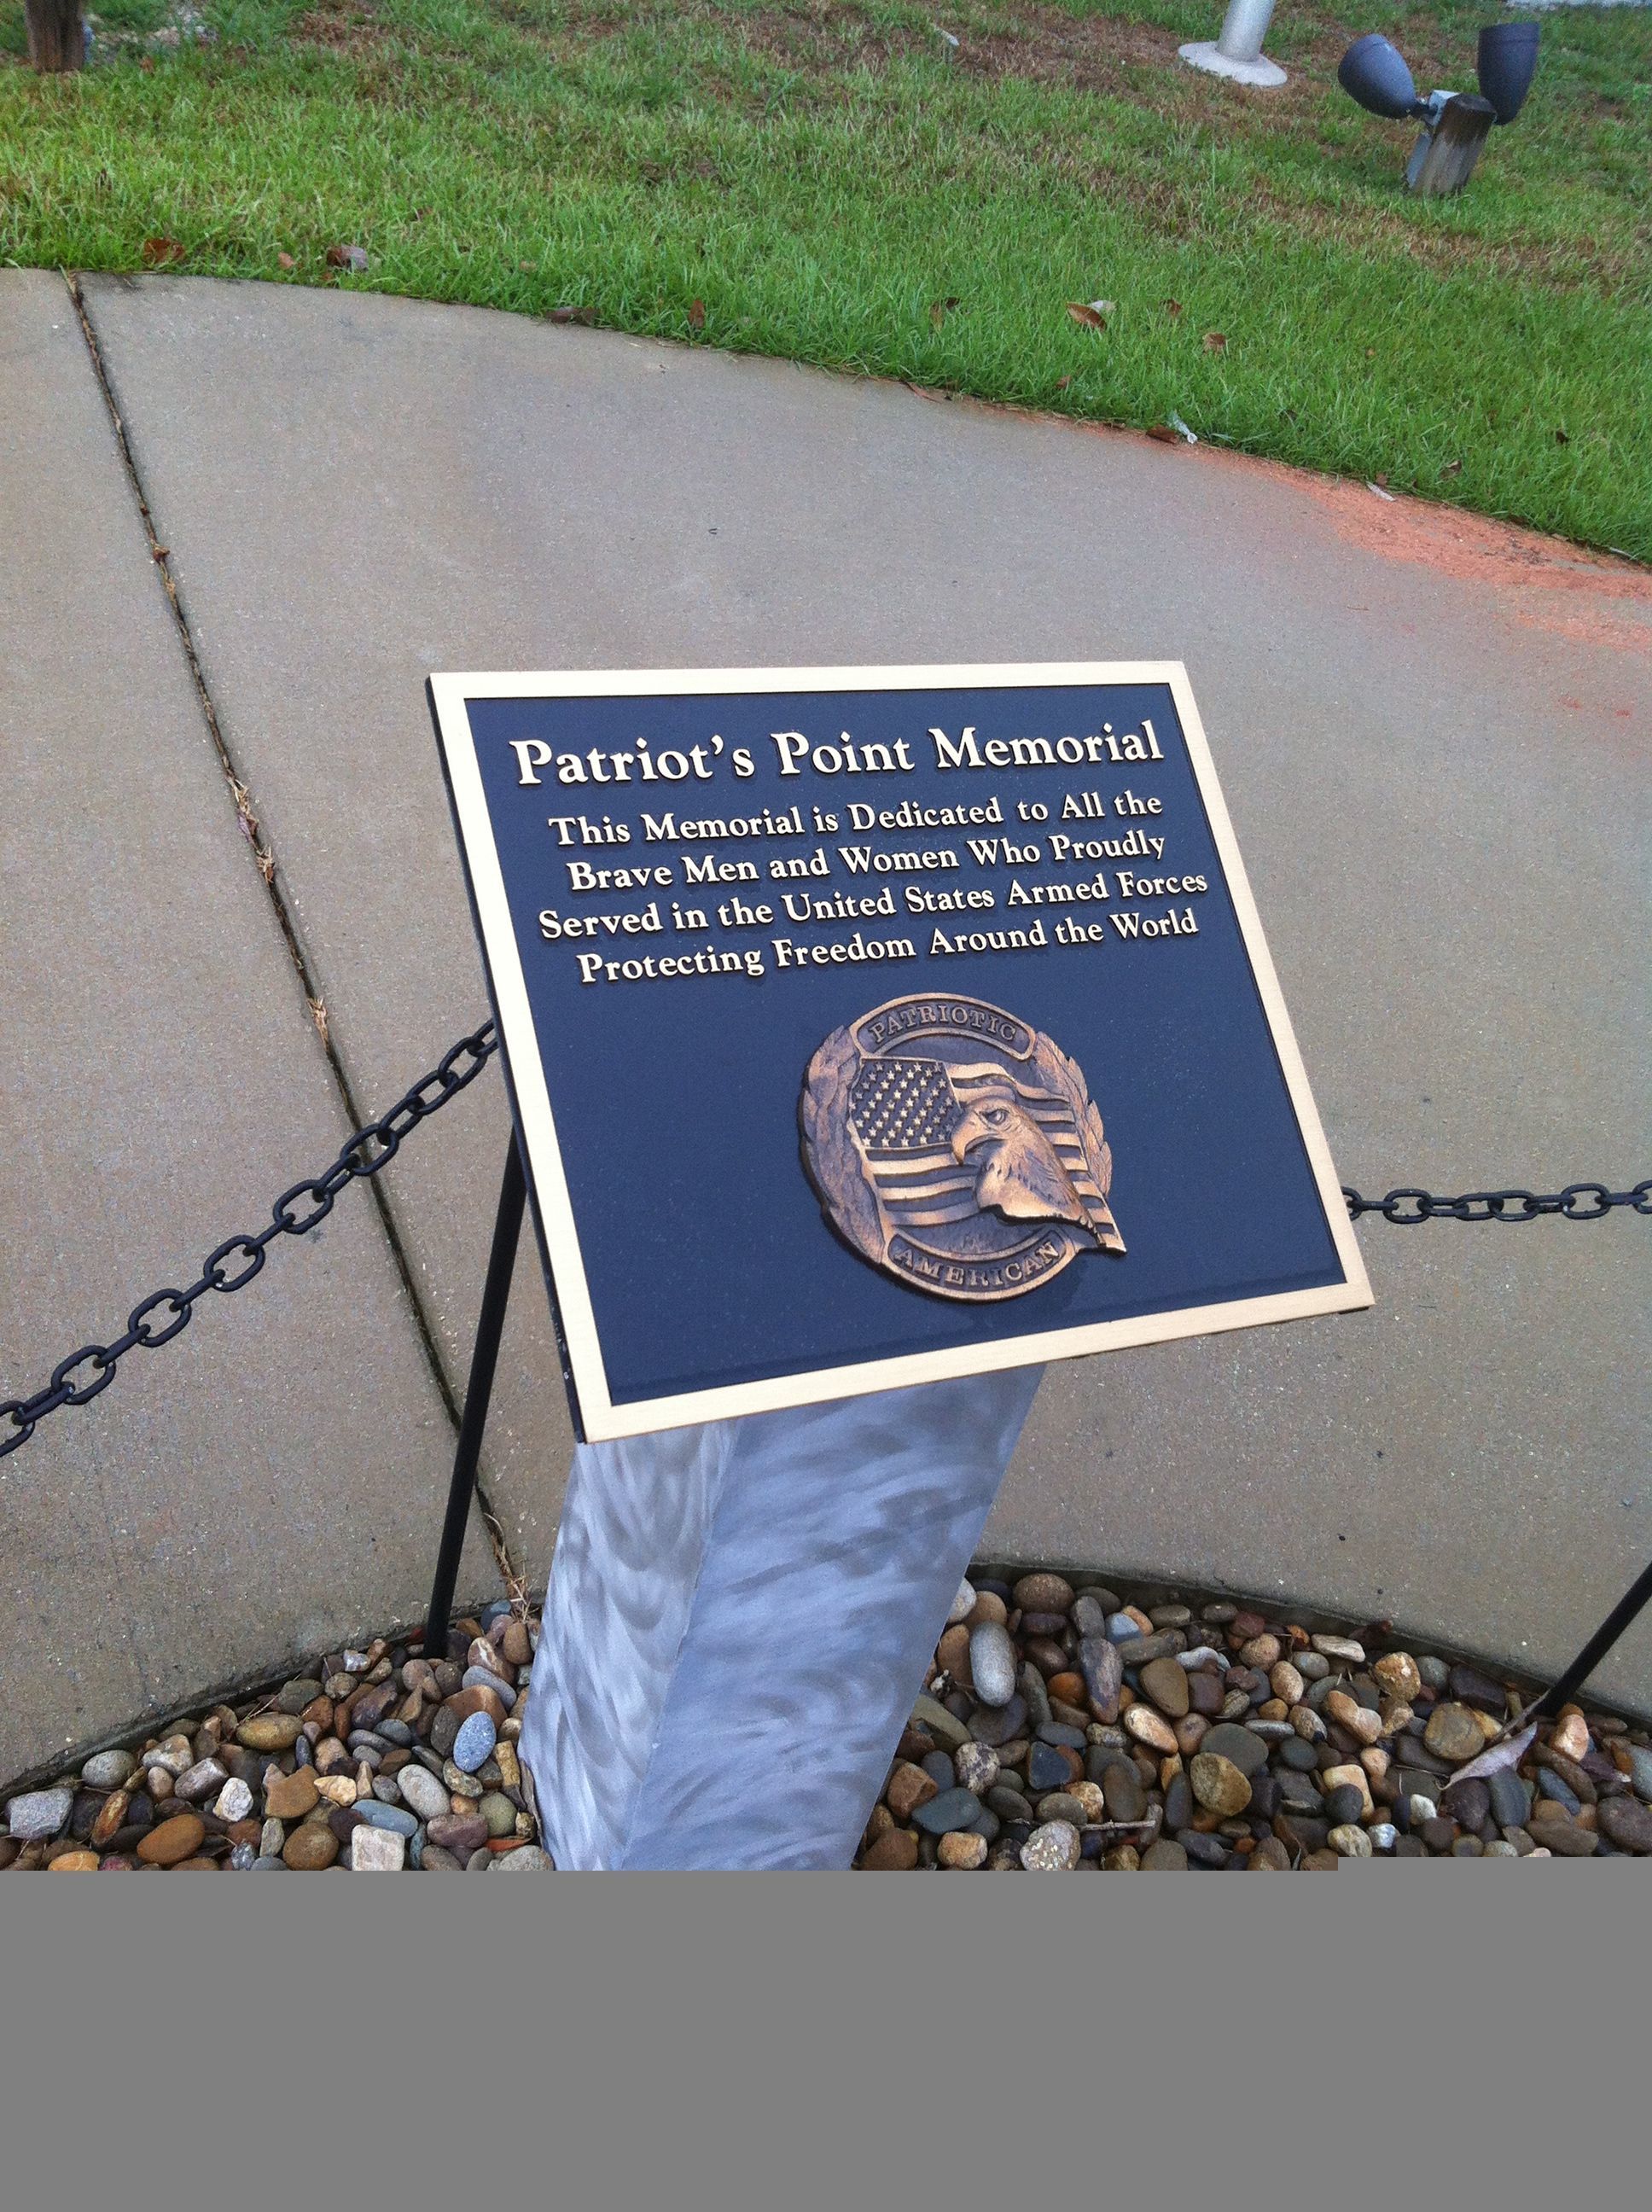 Patriot's Point Memorial
This Memorial is Dedicated to All the
Brave Men and Women Who Proudly
Served in the United States Armed Forces
Protecting Freedom Around the World
PATRIOTIC
AMERICAN